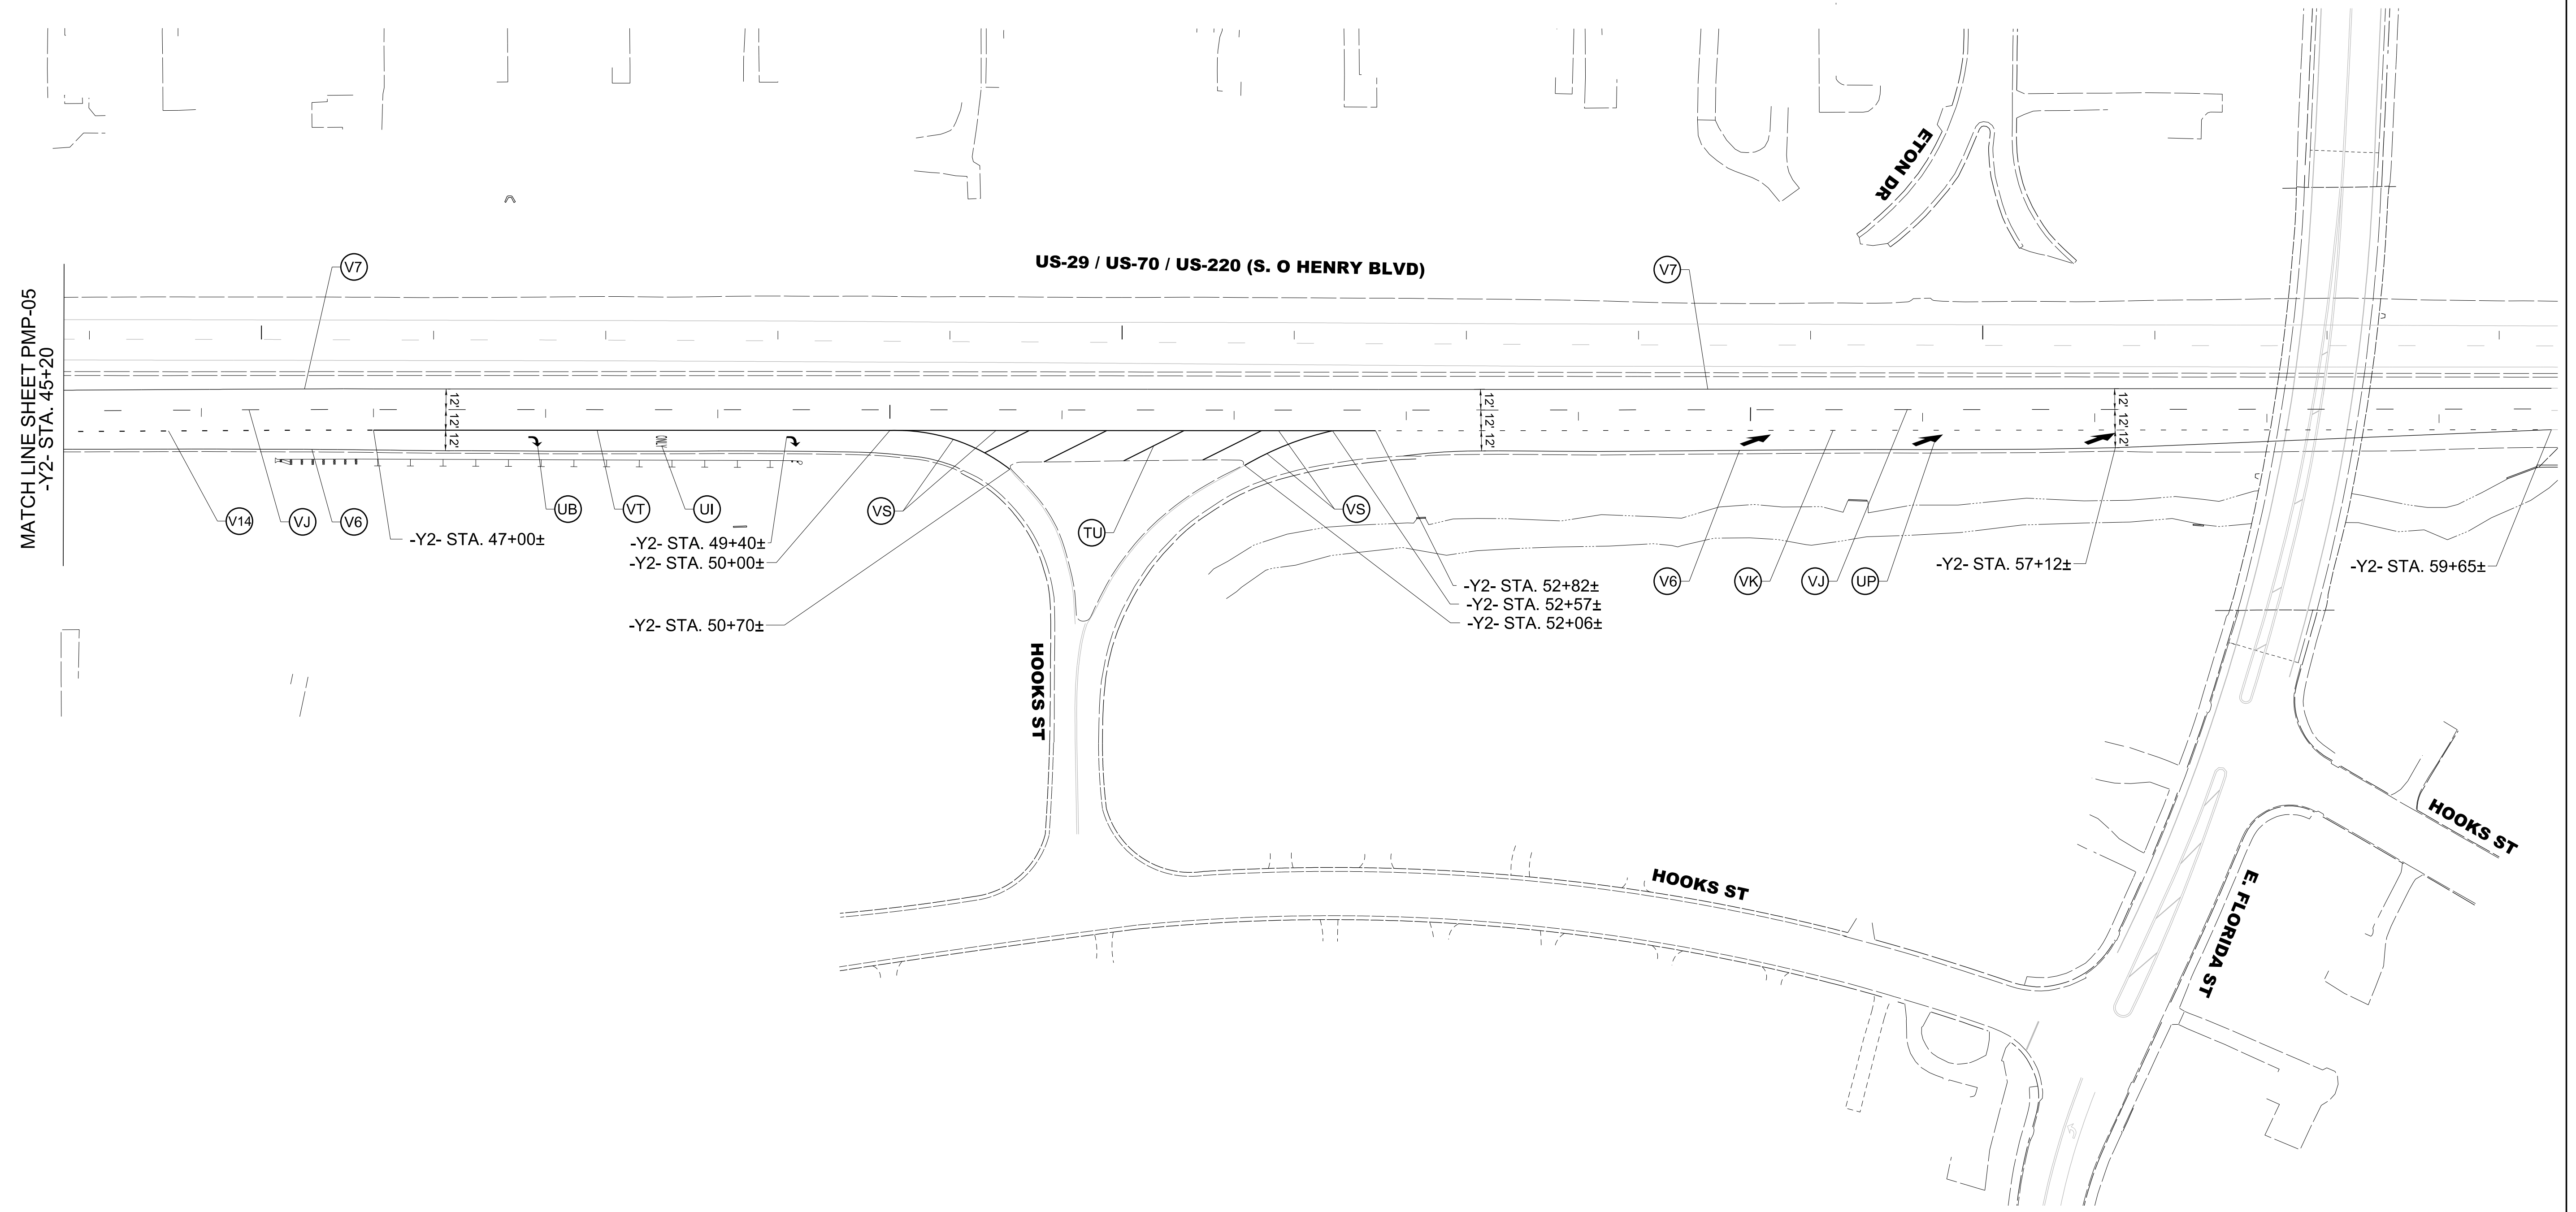 ETON DR
US-29 / US-70 / US-220 (S. O HENRY BLVD)
V7
V7
MATCH LINE SHEET PMP-05
-Y2- STA. 45+20
12' 12' 12'
12' 12' 12'
12' 12' 12'
ONLY
V14
VJ
V6
-Y2- STA. 47+00±
UB
VT
UI
-Y2- STA. 49+40±
-Y2- STA. 50+00±
-Y2- STA. 50+70±
VS
TU
VS
-Y2- STA. 52+82±
-Y2- STA. 52+57±
-Y2- STA. 52+06±
V6
VK
VJ
UP
-Y2- STA. 57+12±
-Y2- STA. 59+65±
HOOKS ST
HOOKS ST
HOOKS ST
E. FLORIDA ST